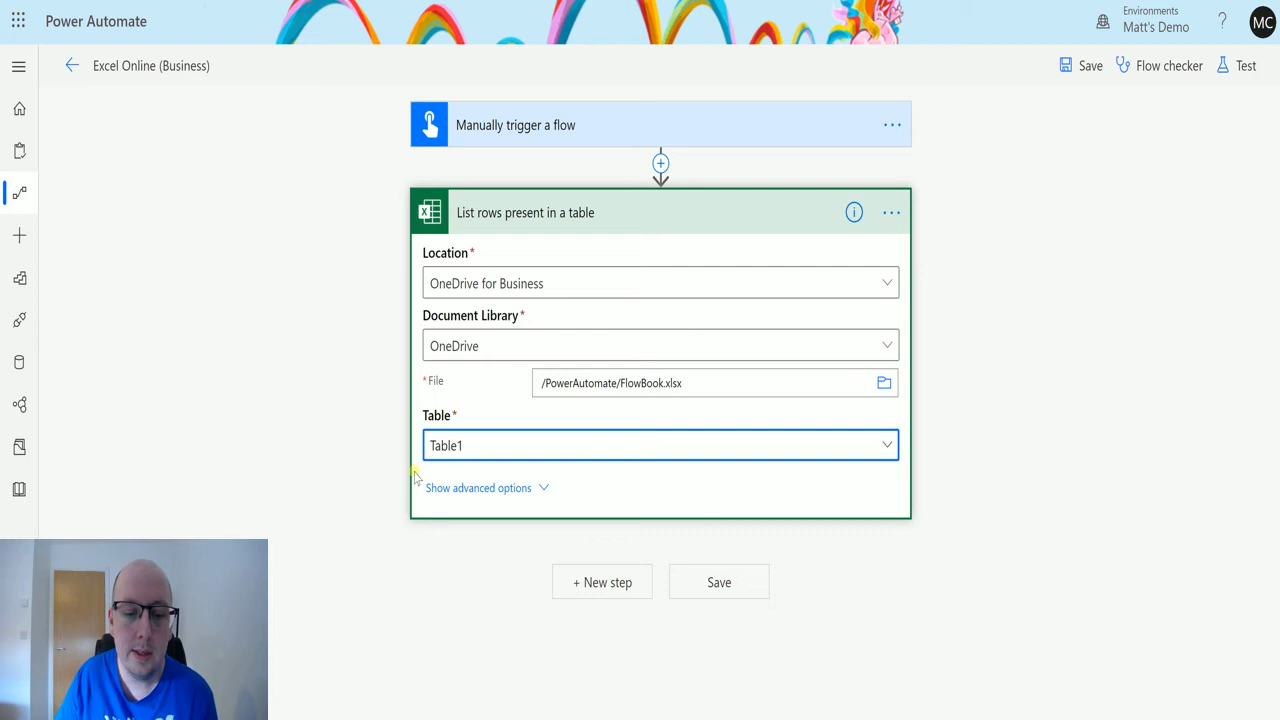 Power Automate
Environments
Matt's Demo
?
MC
Excel Online (Business)
Save
Flow checker
Test
Manually trigger a flow
List rows present in a table
Location*
OneDrive for Business
Document Library*
OneDrive
*File
/PowerAutomate/FlowBook.xlsx
Table*
Table1
Show advanced options
+ New step
Save